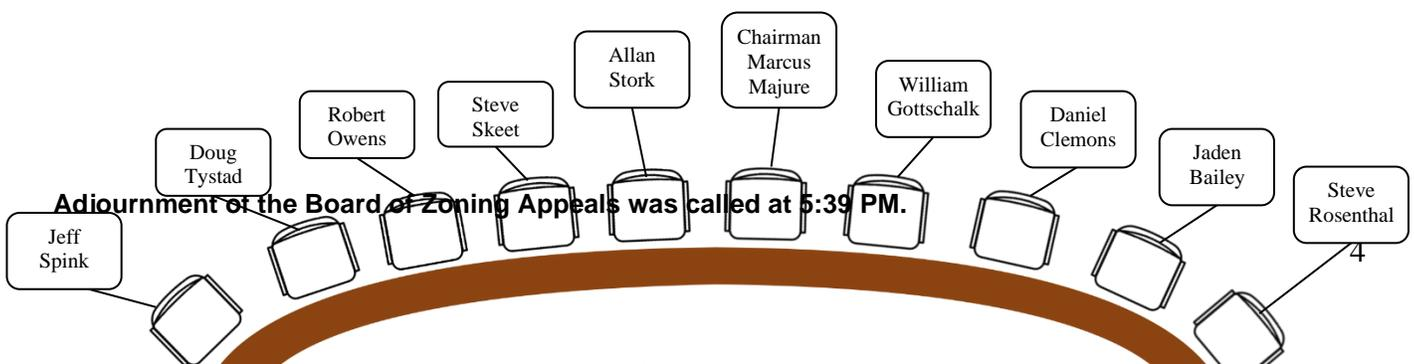 Chairman
Marcus
Majure
Allan
Stork
William
Gottschalk
Steve
Skeet
Robert
Owens
Daniel
Clemons
Doug
Tystad
Jaden
Bailey
Steve
Rosenthal
Adjournment of the Board of Zoning Appeals was called at 5:39 PM.
Jeff
Spink
4